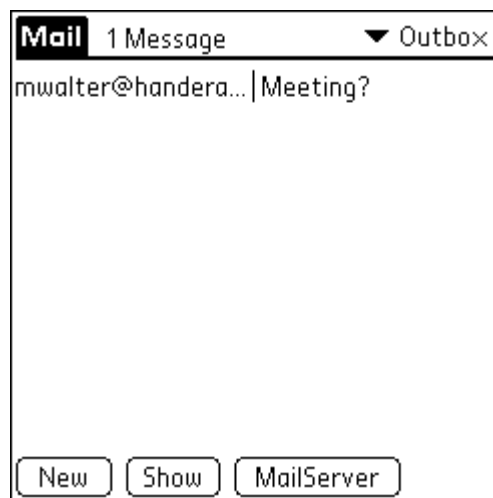 Mail 1 Message Outbox
mwalter@handera... Meeting?
New Show MailServer